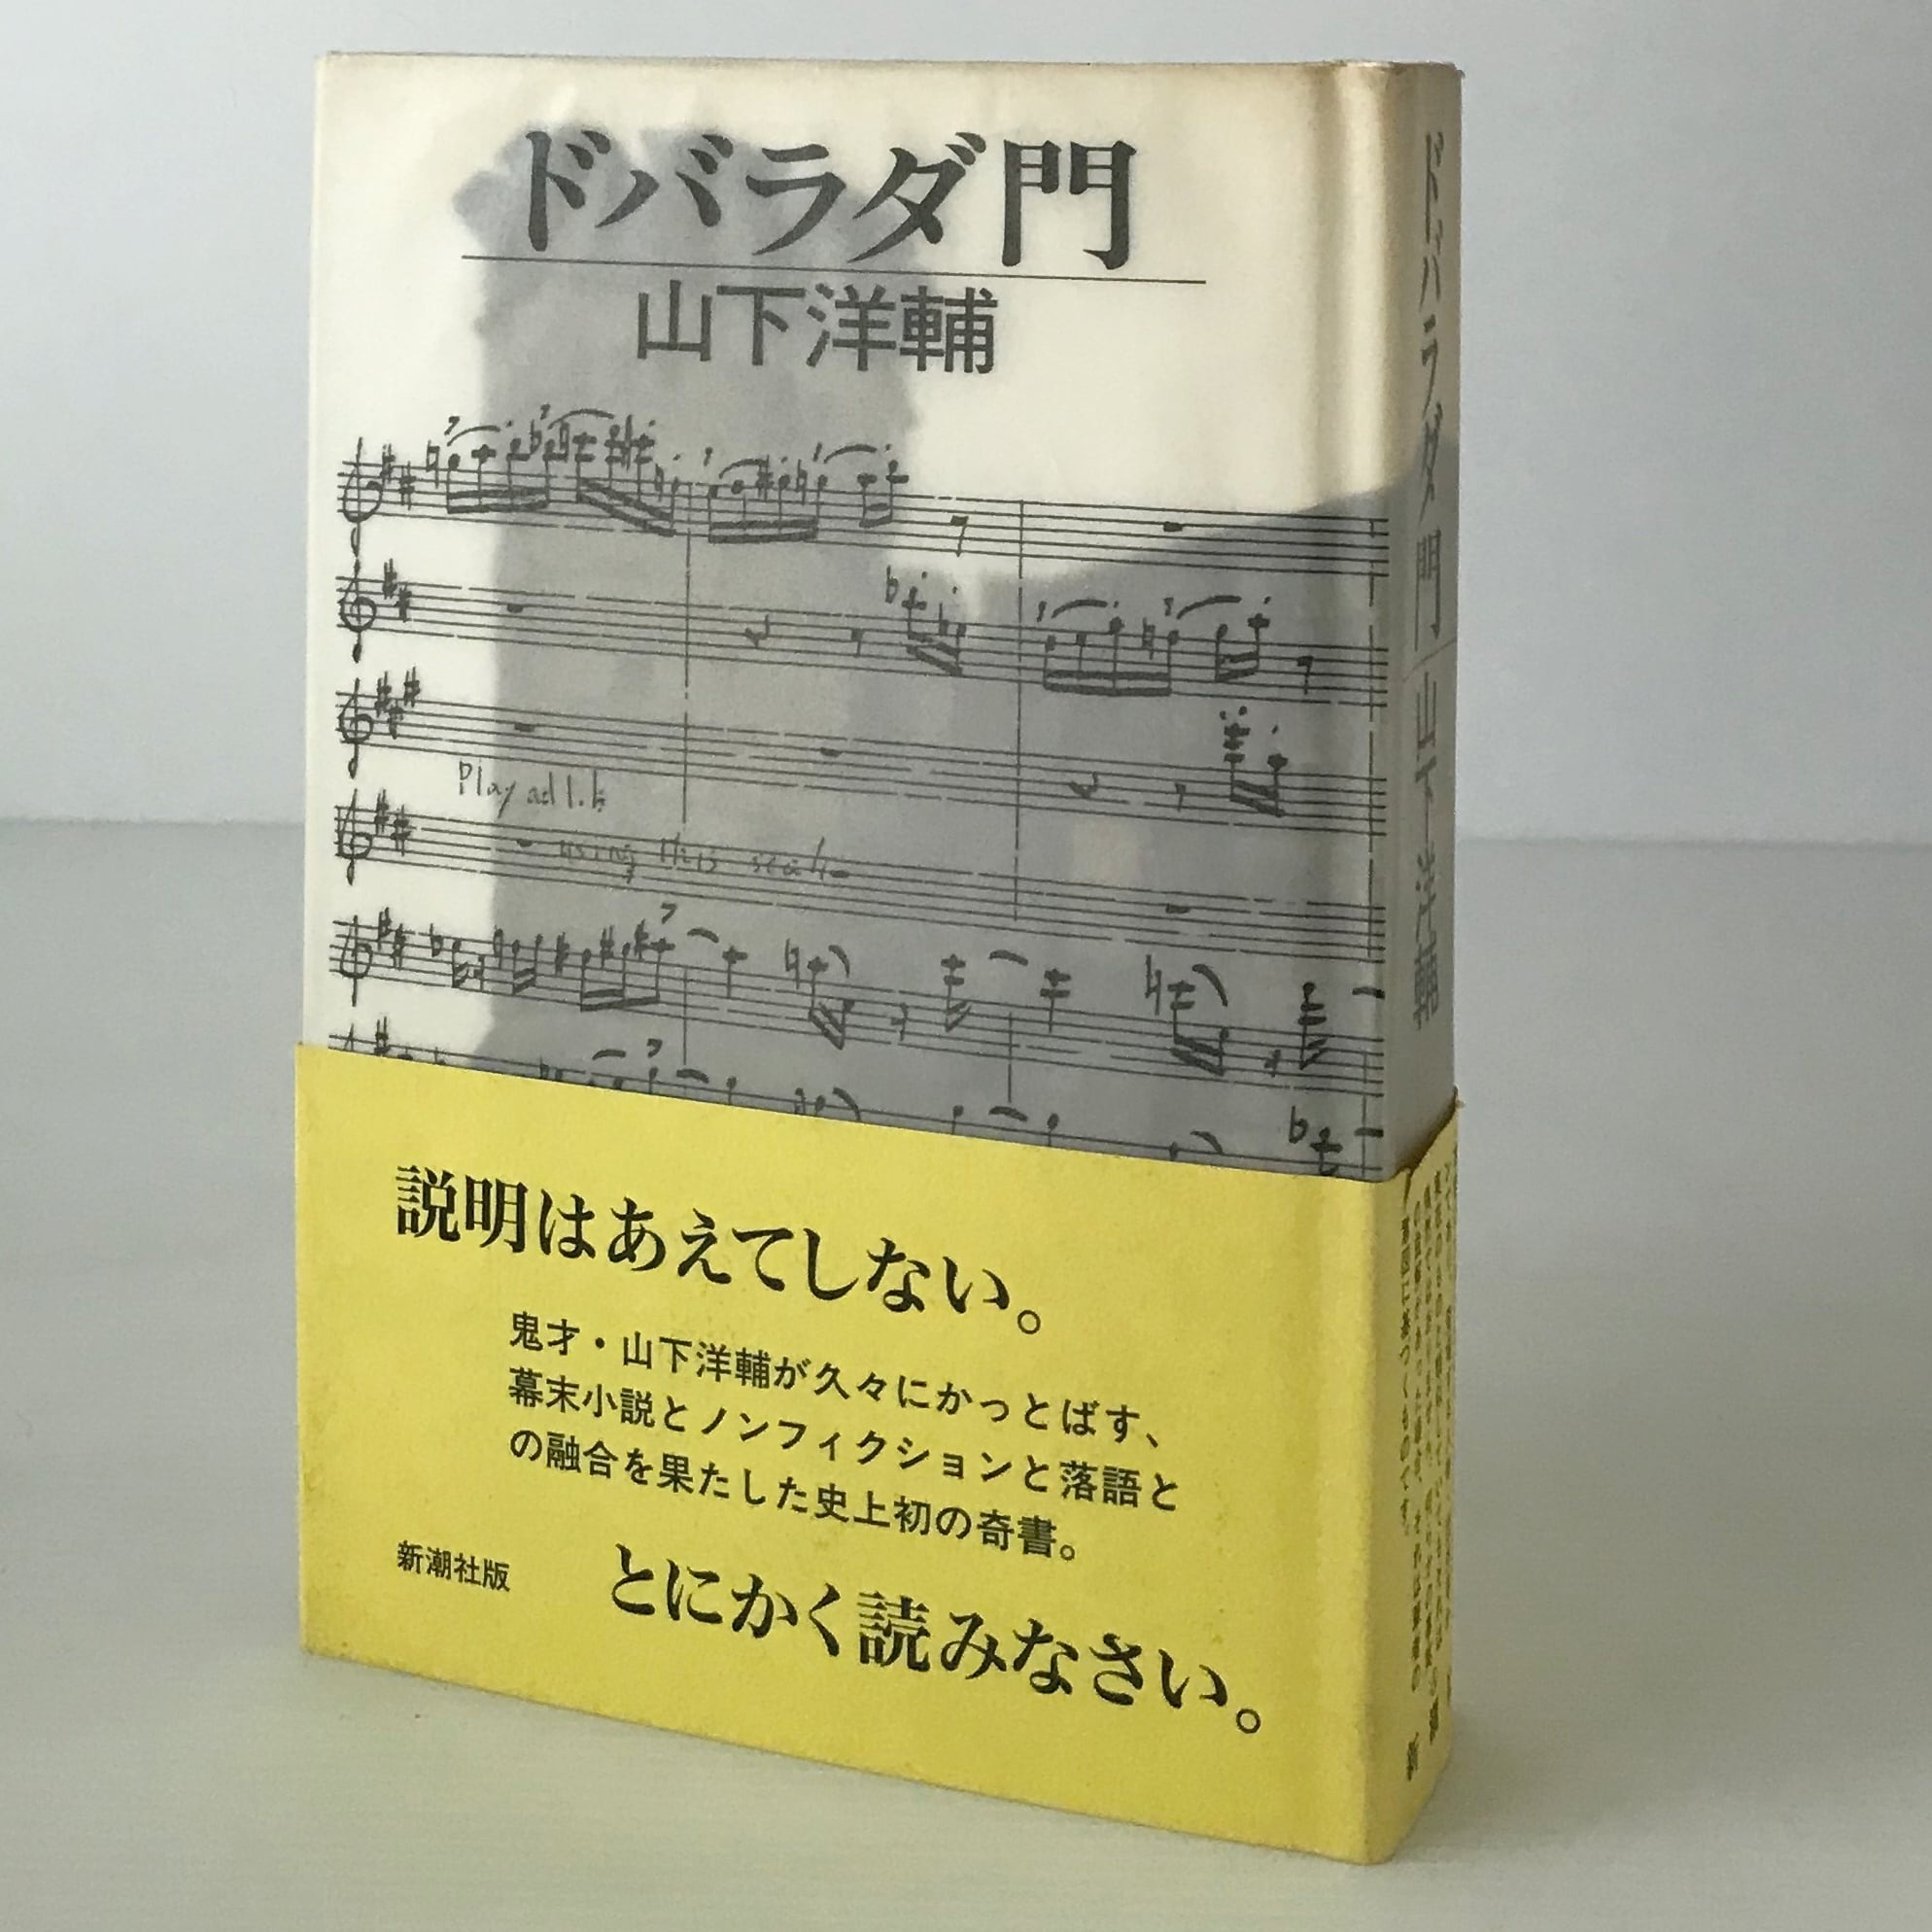 ドバラダ門
山下洋輔
Play ad lib
using this scale
説明はあえてしない。
鬼才・山下洋輔が久々にかっとばす、
幕末小説とノンフィクションと落語と
の融合を果たした史上初の奇書。
新潮社版
とにかく読みなさい。
ドバラダ門 山下洋輔